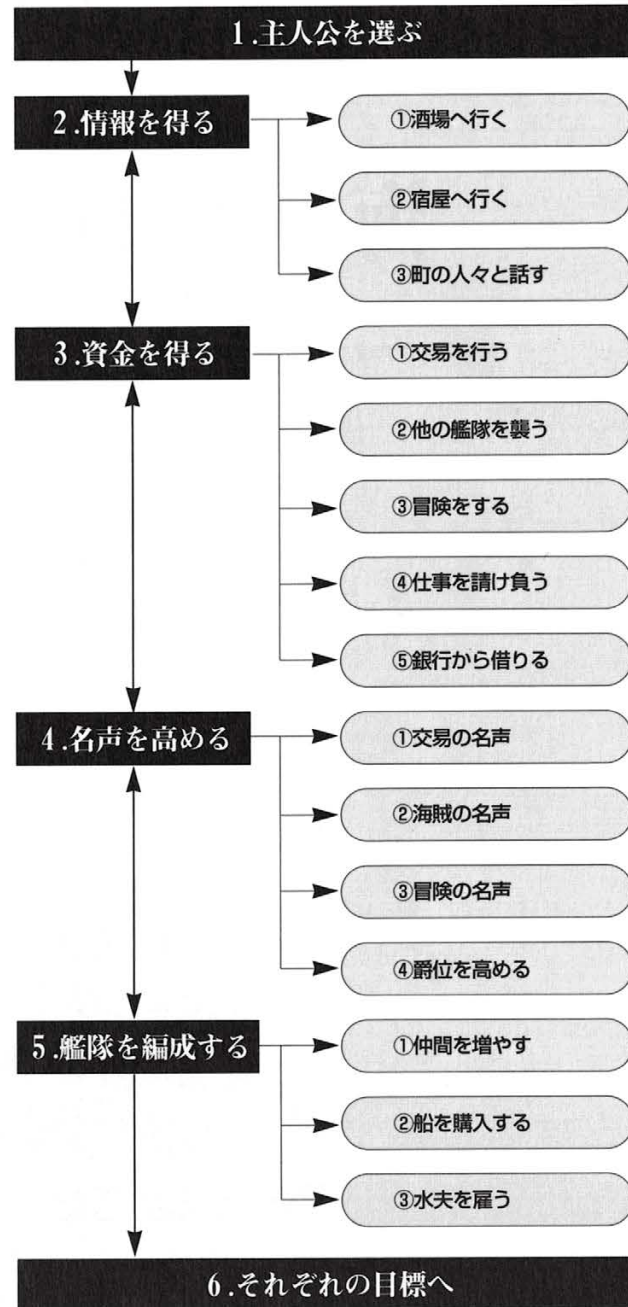 1.主人公を選ぶ
2.情報を得る
①酒場へ行く
②宿屋へ行く
③町の人々と話す
3.資金を得る
①交易を行う
②他の艦隊を襲う
③冒険をする
④仕事を請け負う
⑤銀行から借りる
4.名声を高める
①交易の名声
②海賊の名声
③冒険の名声
④爵位を高める
5.艦隊を編成する
①仲間を増やす
②船を購入する
③水夫を雇う
6.それぞれの目標へ